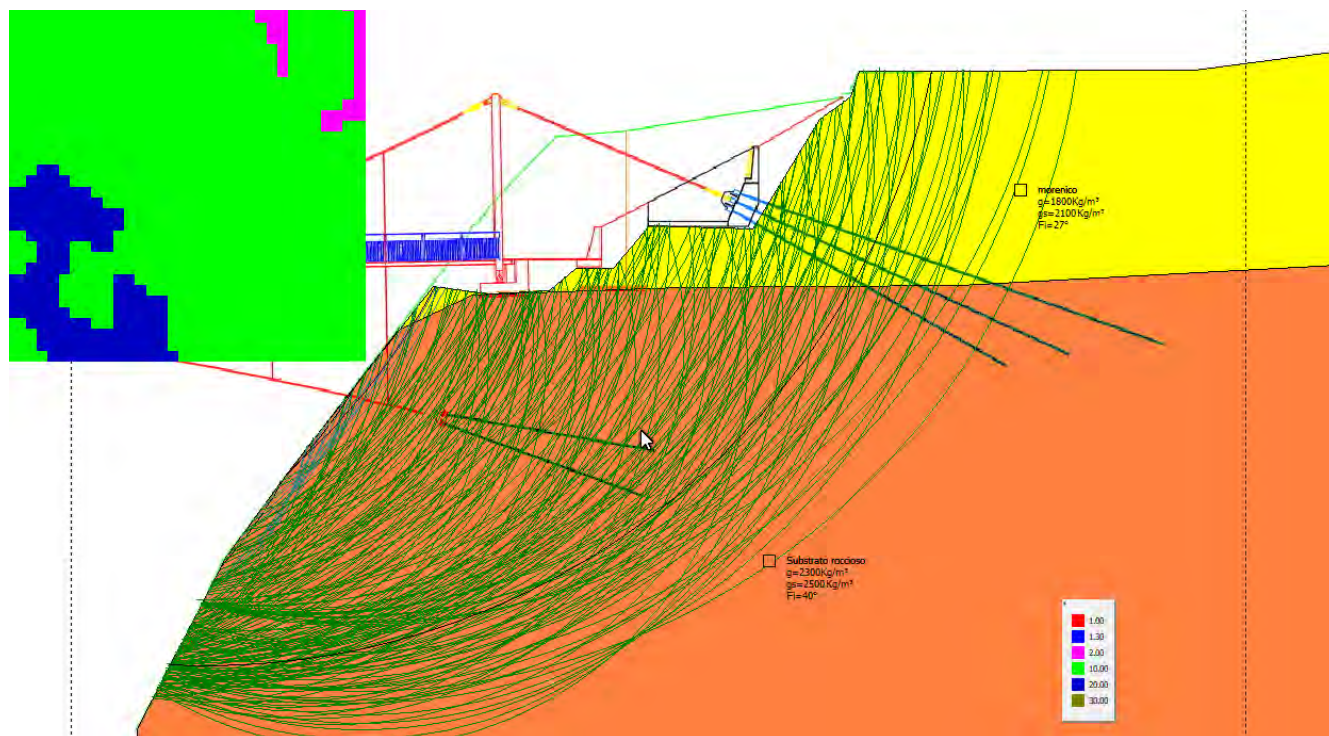 morenico
g=1800Kg/m³
gs=2100Kg/m³
Fi=27°
Substrato roccioso
g=2300Kg/m³
gs=2500Kg/m³
Fi=40°
1.00
1.30
2.00
10.00
20.00
30.00